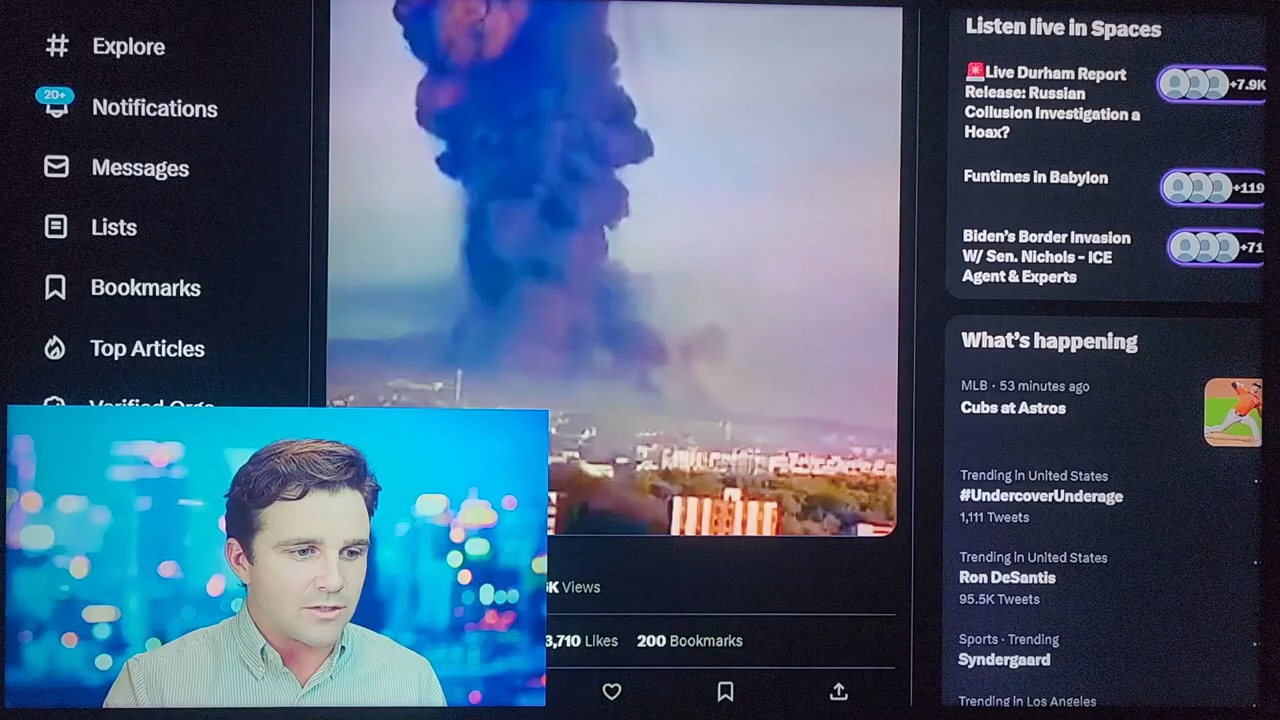 Explore
20+
Notifications
Messages
Lists
Bookmarks
Top Articles
Verified Orgs
K Views
3,710 Likes 200 Bookmarks
Listen live in Spaces
Live Durham Report
Release: Russian
Collusion Investigation a
Hoax?
+7.9K
Funtimes in Babylon
+119
Biden's Border Invasion
W/ Sen. Nichols - ICE
Agent & Experts
+71
What's happening
MLB · 53 minutes ago
Cubs at Astros
Trending in United States
#UndercoverUnderage
1,111 Tweets
Trending in United States
Ron DeSantis
95.5K Tweets
Sports · Trending
Syndergaard
Trending in Los Angeles